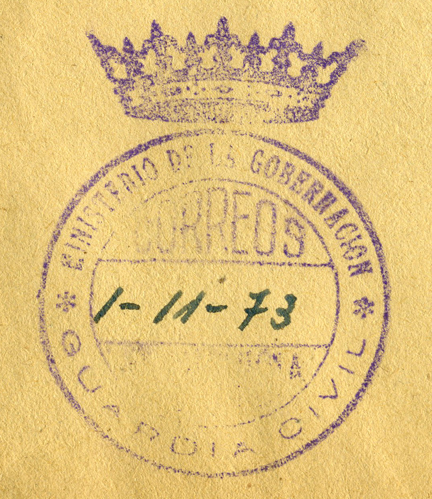 * MINISTERIO DE LA GOBERNACION *
CORREOS
1-11-73
GUARDIA CIVIL